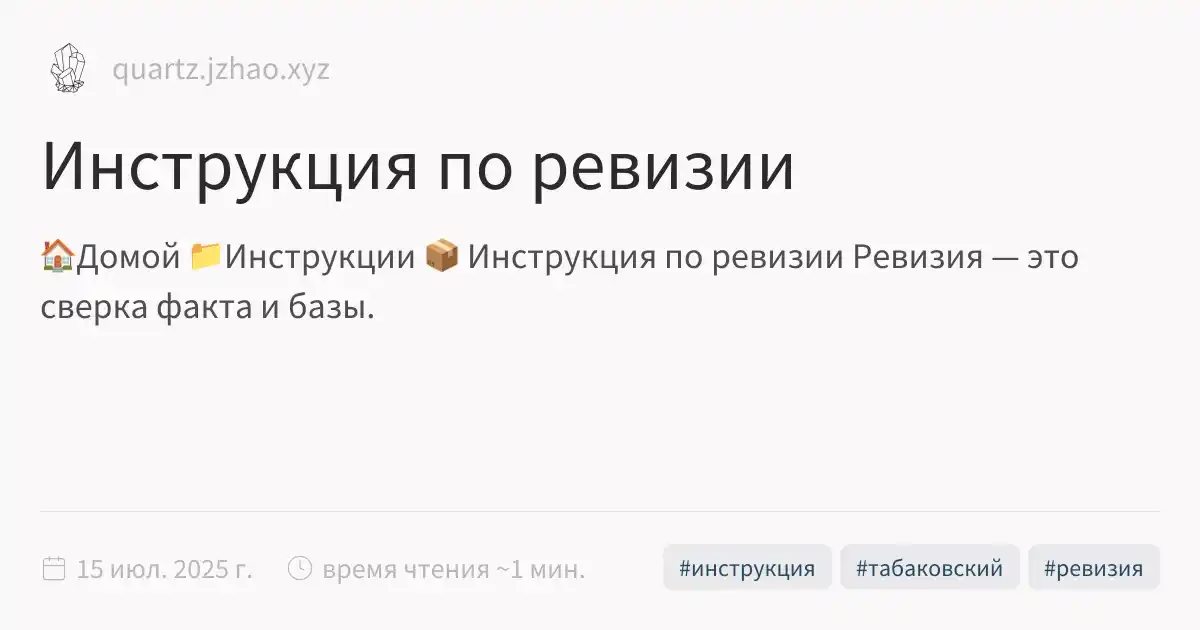 quartz.jzhao.xyz
Инструкция по ревизии
🏠Домой 📁Инструкции 📦 Инструкция по ревизии Ревизия — это
сверка факта и базы.
15 июл. 2025 г. время чтения ~1 мин. #инструкция #табаковский #ревизия